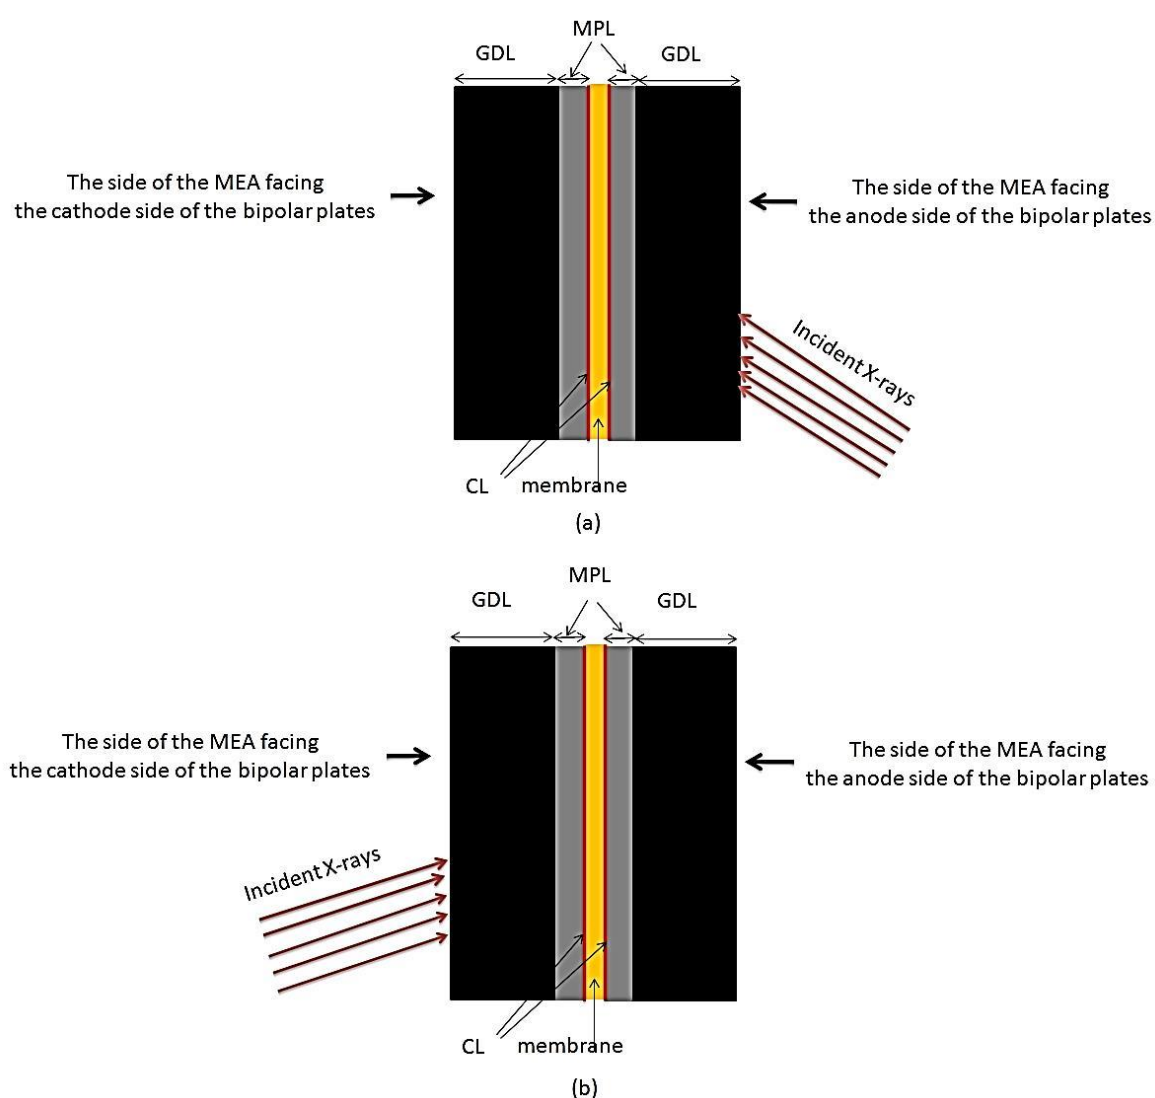 MPL
GDL
GDL
The side of the MEA facing
the cathode side of the bipolar plates
The side of the MEA facing
the anode side of the bipolar plates
Incident X-rays
CL
membrane
(a)
MPL
GDL
GDL
The side of the MEA facing
the cathode side of the bipolar plates
The side of the MEA facing
the anode side of the bipolar plates
Incident X-rays
CL
membrane
(b)